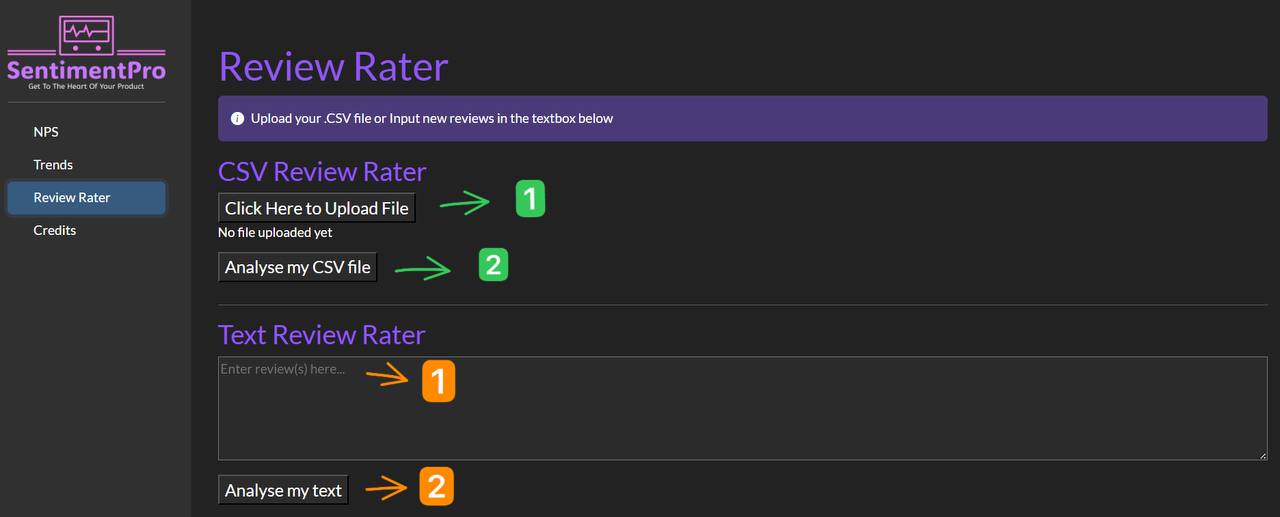 SentimentPro
Get To The Heart Of Your Product
NPS
Trends
Review Rater
Credits
Review Rater
Upload your .CSV file or Input new reviews in the textbox below
CSV Review Rater
Click Here to Upload File
1
No file uploaded yet
Analyse my CSV file
2
Text Review Rater
Enter review(s) here...
1
Analyse my text
2